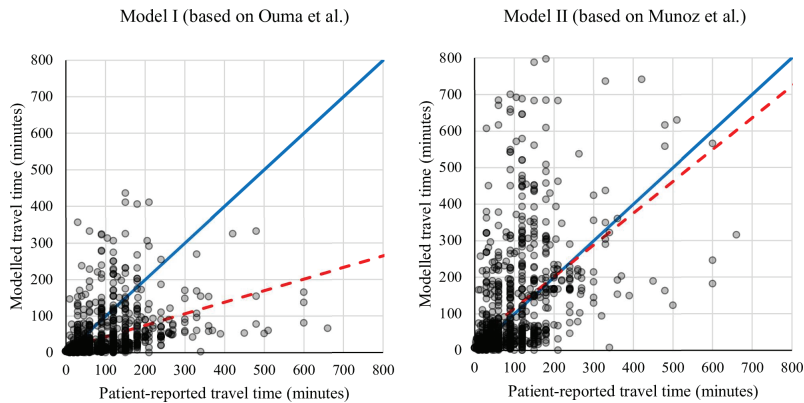 Model I (based on Ouma et al.)
Modelled travel time (minutes)
800
700
600
500
400
300
200
100
0
0 100 200 300 400 500 600 700 800
Patient-reported travel time (minutes)
Model II (based on Munoz et al.)
Modelled travel time (minutes)
800
700
600
500
400
300
200
100
0
0 100 200 300 400 500 600 700 800
Patient-reported travel time (minutes)